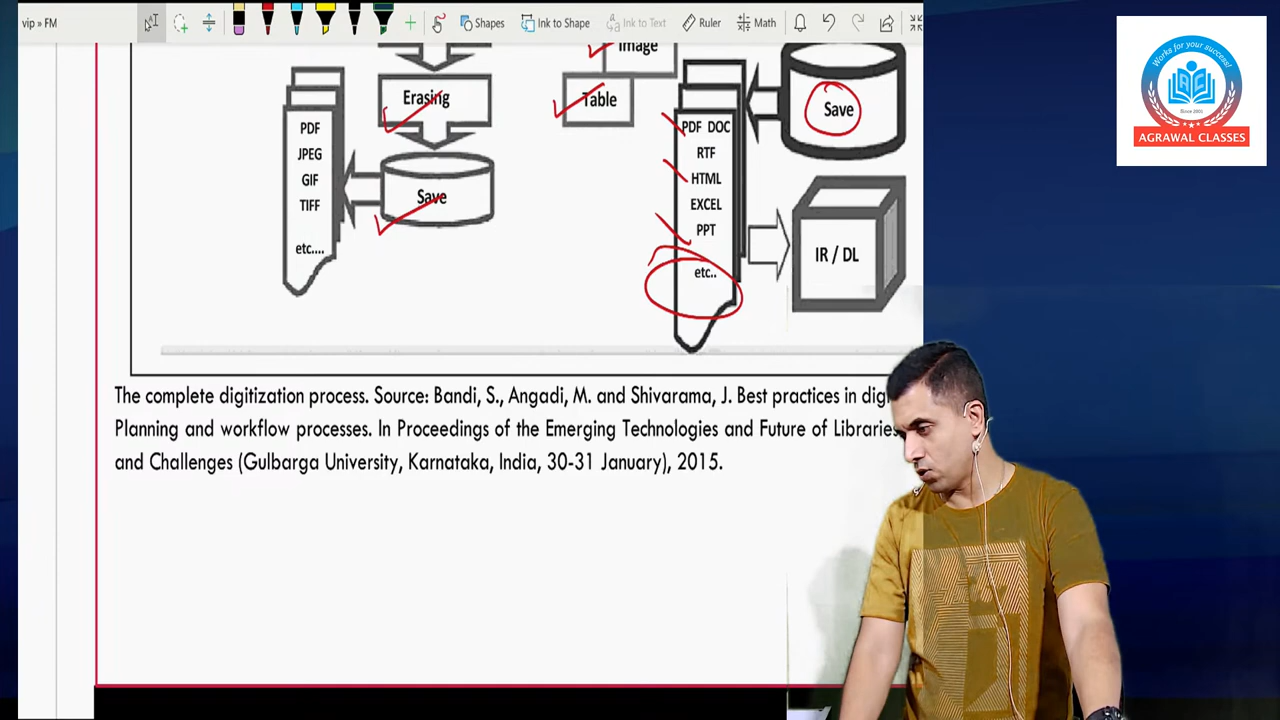 vip » FM
Shapes
Ink to Shape
Ink to Text
Ruler
Math
Image
Erasing
Table
Save
PDF
JPEG
GIF
TIFF
etc....
Save
PDF DOC
RTF
HTML
EXCEL
PPT
etc..
IR / DL
The complete digitization process. Source: Bandi, S., Angadi, M. and Shivarama, J. Best practices in
Planning and workflow processes. In Proceedings of the Emerging Technologies and Future of Libraries
and Challenges (Gulbarga University, Karnataka, India, 30-31 January), 2015.
Works for your success!
Since 2001
AGRAWAL CLASSES